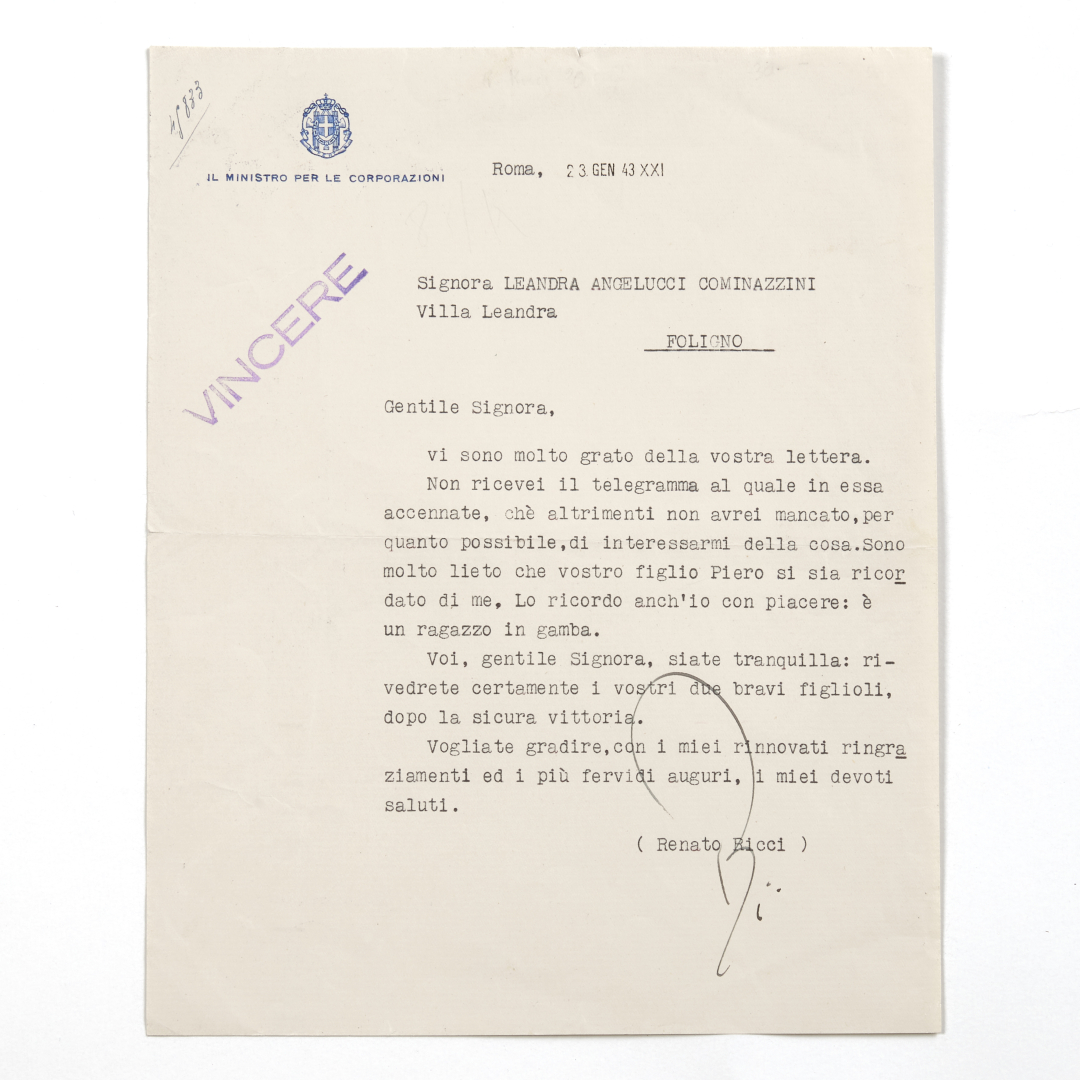 IL MINISTRO PER LE CORPORAZIONI
Roma, 23 GEN 43 XXI
VINCERE
Signora LEANDRA ANGELUCCI COMINAZZINI
Villa Leandra
FOLIGNO
Gentile Signora,
vi sono molto grato della vostra lettera.
Non ricevei il telegramma al quale in essa
accennate, chè altrimenti non avrei mancato,per
quanto possibile,di interessarmi della cosa.Sono
molto lieto che vostro figlio Piero si sia ricor
dato di me. Lo ricordo anch'io con piacere: è
un ragazzo in gamba.
Voi, gentile Signora, siate tranquilla: ri-
vedrete certamente i vostri due bravi figlioli,
dopo la sicura vittoria.
Vogliate gradire,con i miei rinnovati ringra
ziamenti ed i più fervidi auguri, i miei devoti
saluti.
( Renato Ricci )